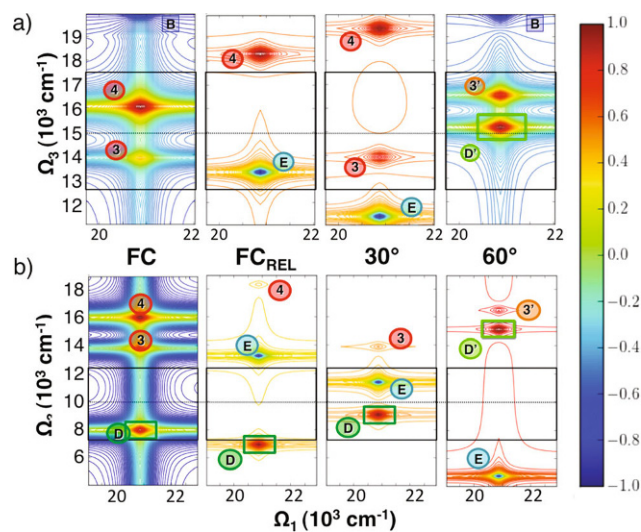 a)
B
B
1.0
19
4
4
18
0.8
17
4
3'
0.6
16
Ω₃ (10³ cm⁻¹)
0.4
15
3
E
3
D'
14
0.2
13
E
12
0.0
20 22 20 22 20 22 20 22
FC FC_REL 30° 60°
-0.2
b)
18
4
4
3'
16
3
E
3
D'
-0.4
14
12
E
-0.6
Ω₂ (10³ cm⁻¹)
10
8
D
D
D
E
-0.8
6
-1.0
20 22 20 22 20 22 20 22
Ω₁ (10³ cm⁻¹)